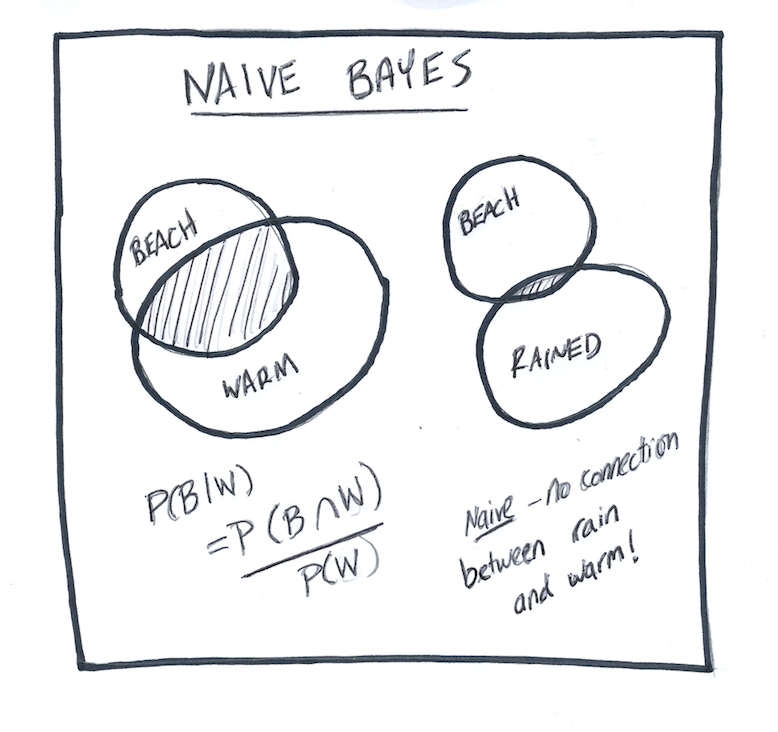 NAIVE BAYES
BEACH
WARM
P(B|W)
=P(B∩W)
P(W)
BEACH
RAINED
Naive – no connection
between rain
and warm!